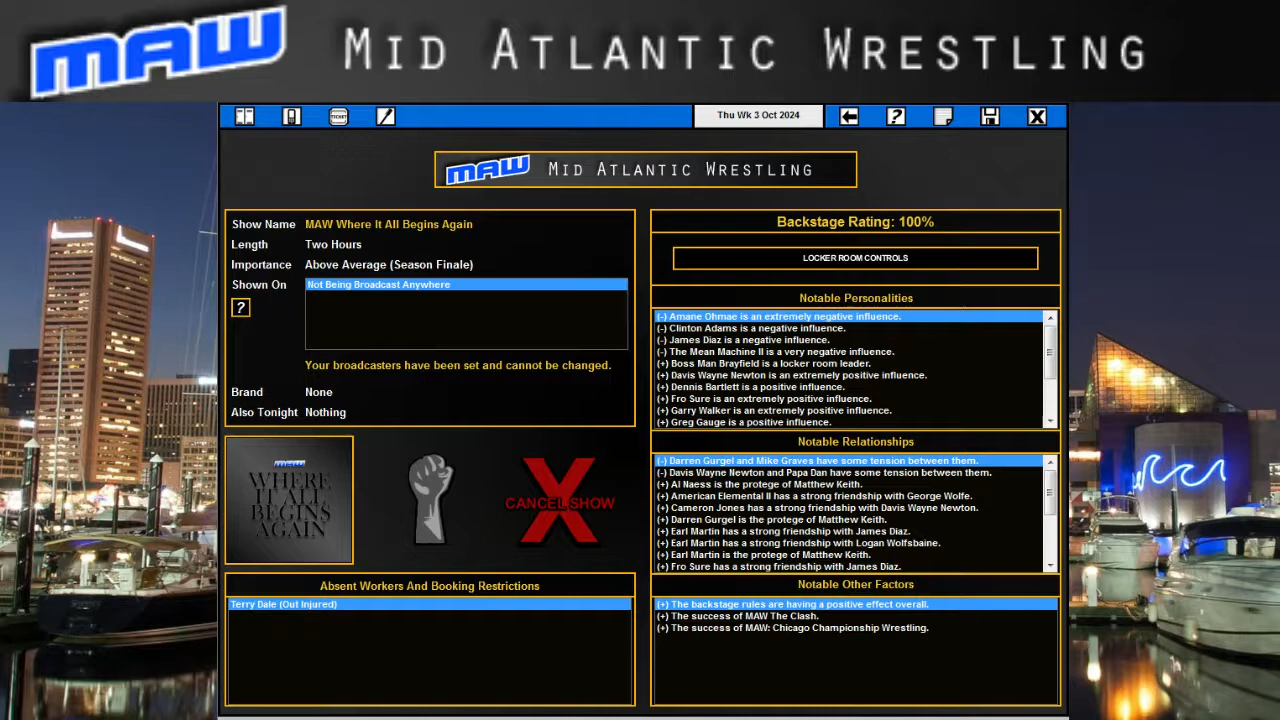 MAW MID ATLANTIC WRESTLING
TICKET
Thu Wk 3 Oct 2024
?
X
MAW MID ATLANTIC WRESTLING
Show Name MAW Where It All Begins Again
Length Two Hours
Importance Above Average (Season Finale)
Shown On Not Being Broadcast Anywhere
?
Your broadcasters have been set and cannot be changed.
Brand None
Also Tonight Nothing
MAW
WHERE
IT ALL
BEGINS
AGAIN
X
CANCEL SHOW
Absent Workers And Booking Restrictions
Terry Dale (Out Injured)
Backstage Rating: 100%
LOCKER ROOM CONTROLS
Notable Personalities
(-) Amane Ohmae is an extremely negative influence.
(-) Clinton Adams is a negative influence.
(-) James Diaz is a negative influence.
(-) The Mean Machine II is a very negative influence.
(+) Boss Man Brayfield is a locker room leader.
(+) Davis Wayne Newton is an extremely positive influence.
(+) Dennis Bartlett is a positive influence.
(+) Fro Sure is an extremely positive influence.
(+) Garry Walker is an extremely positive influence.
(+) Greg Gauge is a positive influence.
Notable Relationships
(-) Darren Gurgel and Mike Graves have some tension between them.
(-) Davis Wayne Newton and Papa Dan have some tension between them.
(+) Al Naess is the protege of Matthew Keith.
(+) American Elemental II has a strong friendship with George Wolfe.
(+) Cameron Jones has a strong friendship with Davis Wayne Newton.
(+) Darren Gurgel is the protege of Matthew Keith.
(+) Earl Martin has a strong friendship with James Diaz.
(+) Earl Martin has a strong friendship with Logan Wolfsbaine.
(+) Earl Martin is the protege of Matthew Keith.
(+) Fro Sure has a strong friendship with James Diaz.
Notable Other Factors
(+) The backstage rules are having a positive effect overall.
(+) The success of MAW The Clash.
(+) The success of MAW: Chicago Championship Wrestling.